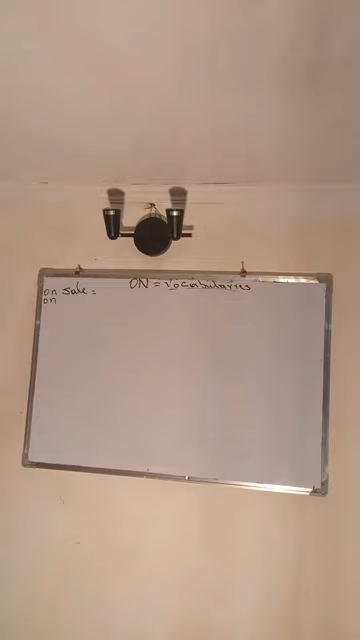 ON = Vocabularies
on sale =
on